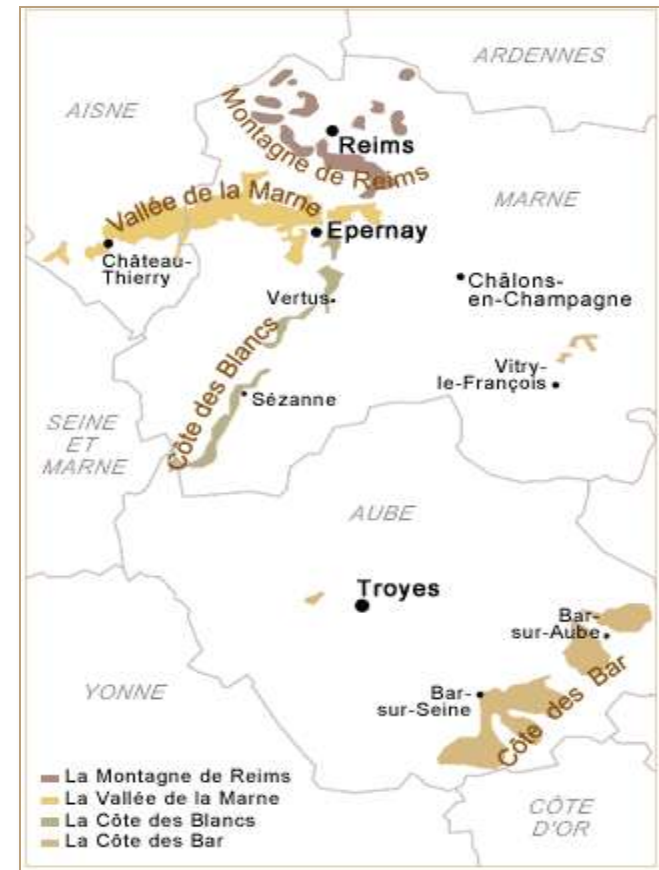 ARDENNES
AISNE
Montagne de Reims
Reims
MARNE
Vallée de la Marne
Epernay
Château-
Thierry
Châlons-
en-Champagne
Vertus
Vitry-
le-François
Côte des Blancs
Sézanne
SEINE
ET
MARNE
AUBE
Troyes
Bar-
sur-Aube
YONNE
Bar-
sur-Seine
Côte des Bar
La Montagne de Reims
La Vallée de la Marne
La Côte des Blancs
La Côte des Bar
CÔTE
D'OR